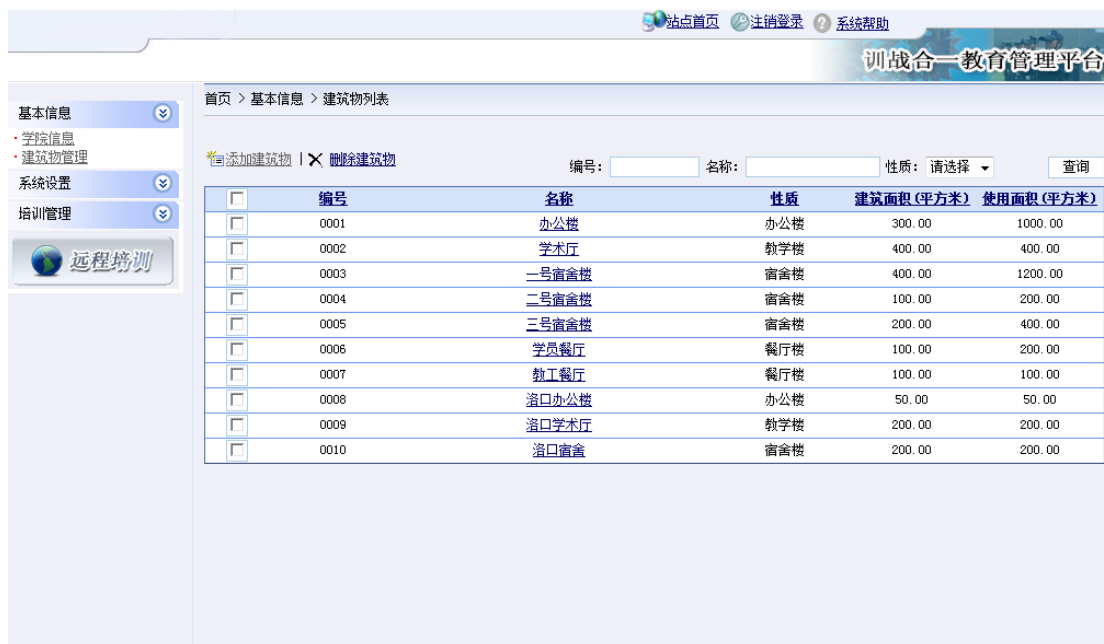 站点首页 注销登录 系统帮助
训战合一教育管理平台
首页 > 基本信息 > 建筑物列表
基本信息
·学院信息
·建筑物管理
系统设置
培训管理
远程培训
添加建筑物 | 删除建筑物 编号: 名称: 性质: 请选择 查询
编号 名称 性质 建筑面积(平方米) 使用面积(平方米)
0001 办公楼 办公楼 300.00 1000.00
0002 学术厅 教学楼 400.00 400.00
0003 一号宿舍楼 宿舍楼 400.00 1200.00
0004 二号宿舍楼 宿舍楼 100.00 200.00
0005 三号宿舍楼 宿舍楼 200.00 400.00
0006 学员餐厅 餐厅楼 100.00 200.00
0007 教工餐厅 餐厅楼 100.00 100.00
0008 洛口办公楼 办公楼 50.00 50.00
0009 洛口学术厅 教学楼 200.00 200.00
0010 洛口宿舍 宿舍楼 200.00 200.00